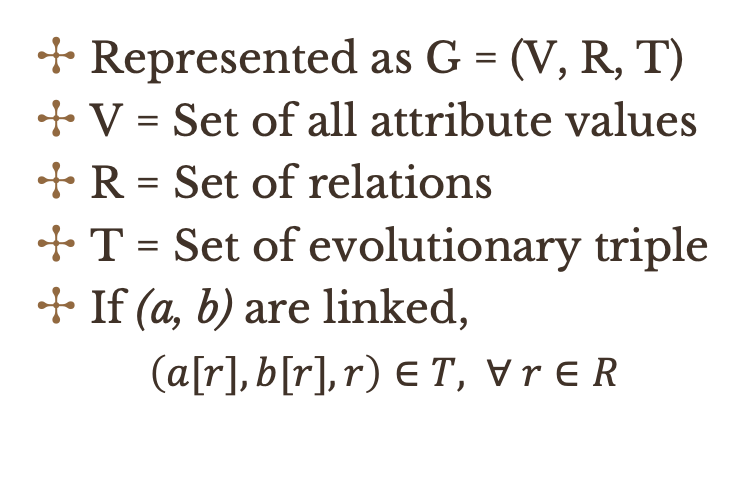 Represented as G = (V, R, T)
V = Set of all attribute values
R = Set of relations
T = Set of evolutionary triple
If (a, b) are linked,
(a[r], b[r], r) ∈ T, ∀ r ∈ R